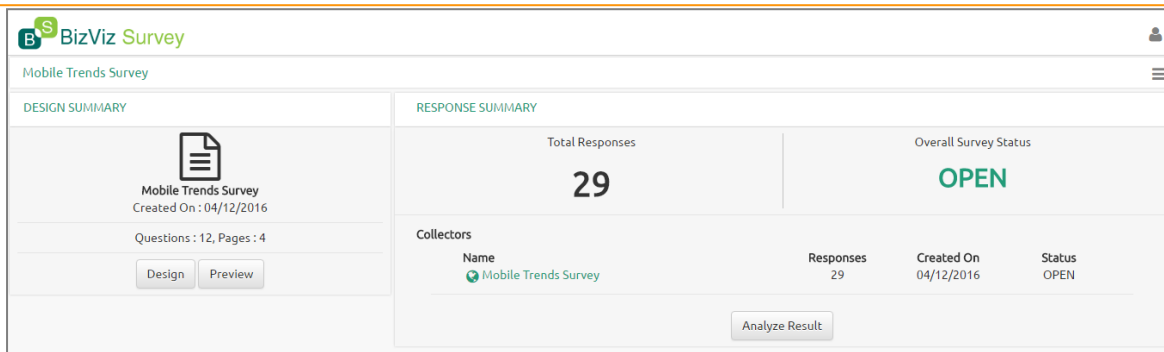 BS BizViz Survey
Mobile Trends Survey
DESIGN SUMMARY
Mobile Trends Survey
Created On : 04/12/2016
Questions : 12, Pages : 4
Design Preview
RESPONSE SUMMARY
Total Responses Overall Survey Status
29 OPEN
Collectors
Name Responses Created On Status
Mobile Trends Survey 29 04/12/2016 OPEN
Analyze Result